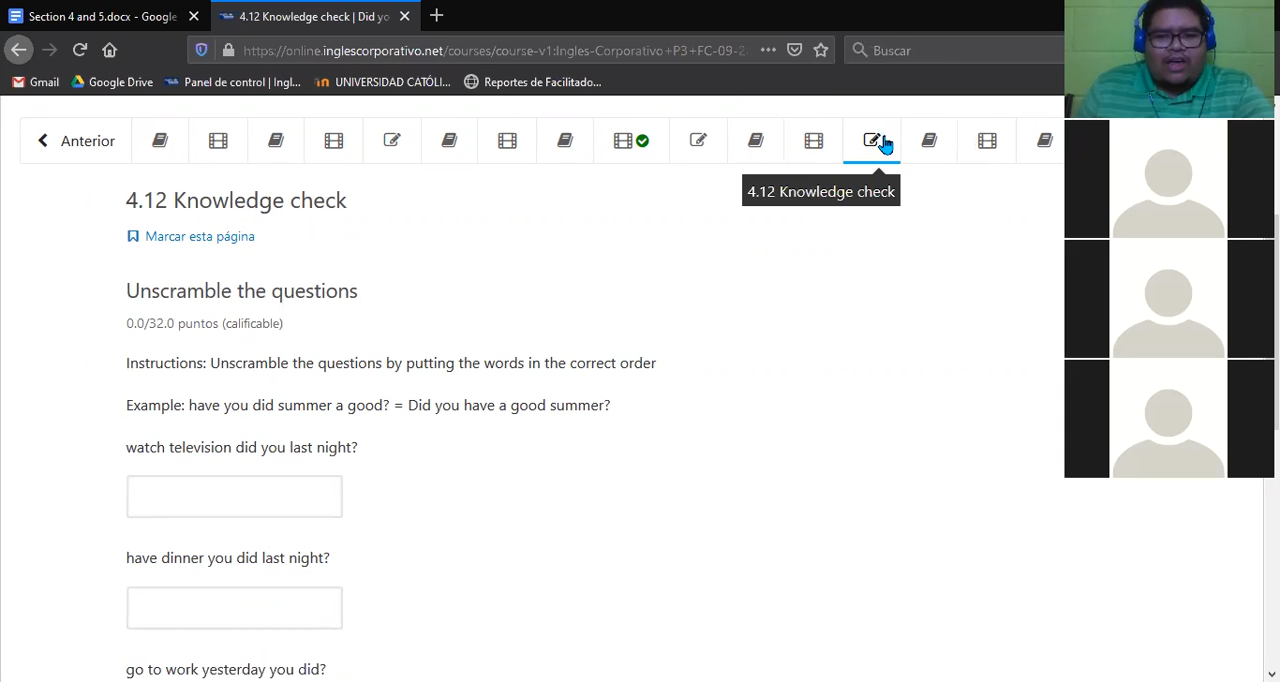 Section 4 and 5.docx - Google
4.12 Knowledge check | Did yo
https://online.inglescorporativo.net/courses/course-v1:Ingles-Corporativo+P3+FC-09-2
Buscar
Gmail
Google Drive
Panel de control | Ingl...
UNIVERSIDAD CATÓLI...
Reportes de Facilitado...
Anterior
4.12 Knowledge check
4.12 Knowledge check
Marcar esta página
Unscramble the questions
0.0/32.0 puntos (calificable)
Instructions: Unscramble the questions by putting the words in the correct order
Example: have you did summer a good? = Did you have a good summer?
watch television did you last night?
have dinner you did last night?
go to work yesterday you did?